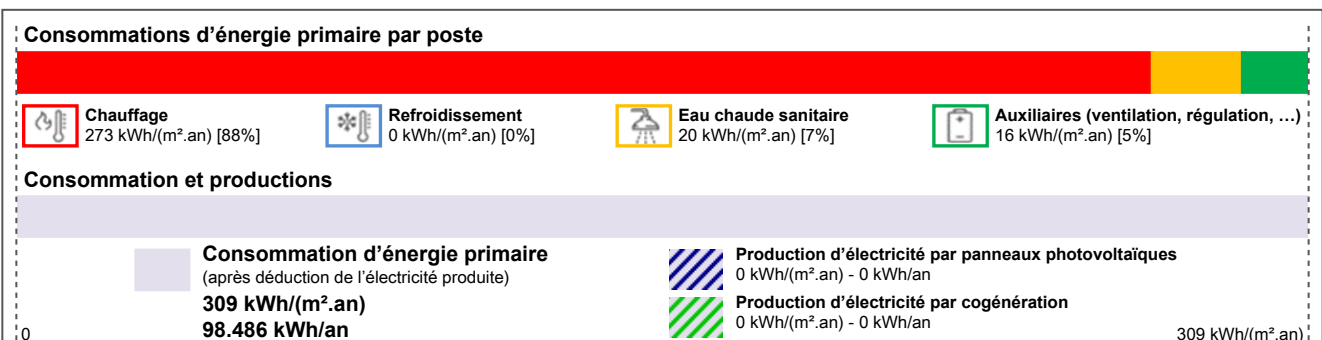 Consommations d'énergie primaire par poste
Chauffage
273 kWh/(m².an) [88%]
Refroidissement
0 kWh/(m².an) [0%]
Eau chaude sanitaire
20 kWh/(m².an) [7%]
Auxiliaires (ventilation, régulation, …)
16 kWh/(m².an) [5%]
Consommation et productions
Consommation d'énergie primaire
(après déduction de l'électricité produite)
309 kWh/(m².an)
98.486 kWh/an
Production d'électricité par panneaux photovoltaïques
0 kWh/(m².an) - 0 kWh/an
Production d'électricité par cogénération
0 kWh/(m².an) - 0 kWh/an
0
309 kWh/(m².an)